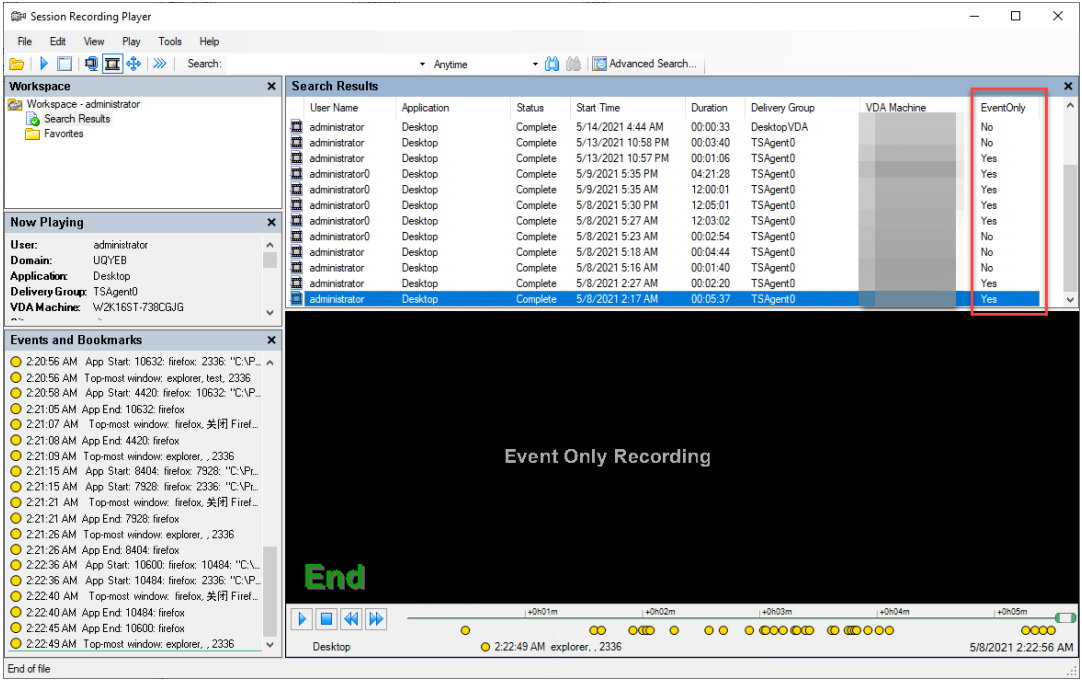 Session Recording Player
File Edit View Play Tools Help
Search: Anytime Advanced Search...
Workspace
Workspace - administrator
Search Results
Favorites
Search Results
User Name Application Status Start Time Duration Delivery Group VDA Machine EventOnly
administrator Desktop Complete 5/14/2021 4:44 AM 00:00:33 DesktopVDA No
administrator Desktop Complete 5/13/2021 10:58 PM 00:03:40 TSAgent0 No
administrator Desktop Complete 5/13/2021 10:57 PM 00:01:06 TSAgent0 Yes
administrator0 Desktop Complete 5/9/2021 5:35 PM 04:21:28 TSAgent0 Yes
administrator0 Desktop Complete 5/9/2021 5:35 AM 12:00:01 TSAgent0 Yes
administrator0 Desktop Complete 5/8/2021 5:30 PM 12:05:01 TSAgent0 Yes
administrator0 Desktop Complete 5/8/2021 5:27 AM 12:03:02 TSAgent0 Yes
administrator0 Desktop Complete 5/8/2021 5:23 AM 00:02:54 TSAgent0 No
administrator Desktop Complete 5/8/2021 5:18 AM 00:04:44 TSAgent0 No
administrator Desktop Complete 5/8/2021 5:16 AM 00:01:40 TSAgent0 No
administrator Desktop Complete 5/8/2021 2:27 AM 00:02:20 TSAgent0 Yes
administrator Desktop Complete 5/8/2021 2:17 AM 00:05:37 TSAgent0 Yes
Now Playing
User: administrator
Domain: UQYEB
Application: Desktop
Delivery Group: TSAgent0
VDA Machine: W2K16ST-738CGJG
Events and Bookmarks
2:20:56 AM App Start: 10632: firefox: 2336: "C:\P...
2:20:56 AM Top-most window: explorer, test, 2336
2:20:58 AM App Start: 4420: firefox: 10632: "C:\P...
2:21:05 AM App End: 10632: firefox
2:21:07 AM Top-most window: firefox, 关闭 Firef...
2:21:08 AM App End: 4420: firefox
2:21:09 AM Top-most window: explorer, , 2336
2:21:15 AM App Start: 8404: firefox: 7928: "C:\Pr...
2:21:15 AM App Start: 7928: firefox: 2336: "C:\Pr...
2:21:21 AM Top-most window: firefox, 关闭 Firef...
2:21:21 AM App End: 7928: firefox
2:21:26 AM Top-most window: explorer, , 2336
2:21:26 AM App End: 8404: firefox
2:22:36 AM App Start: 10600: firefox: 10484: "C:\...
2:22:36 AM App Start: 10484: firefox: 2336: "C:\P...
2:22:40 AM Top-most window: firefox, 关闭 Firef...
2:22:40 AM App End: 10484: firefox
2:22:45 AM App End: 10600: firefox
2:22:49 AM Top-most window: explorer, , 2336
Event Only Recording
End
+0h01m +0h02m +0h03m +0h04m +0h05m
Desktop 2:22:49 AM explorer, , 2336 5/8/2021 2:22:56 AM
End of file